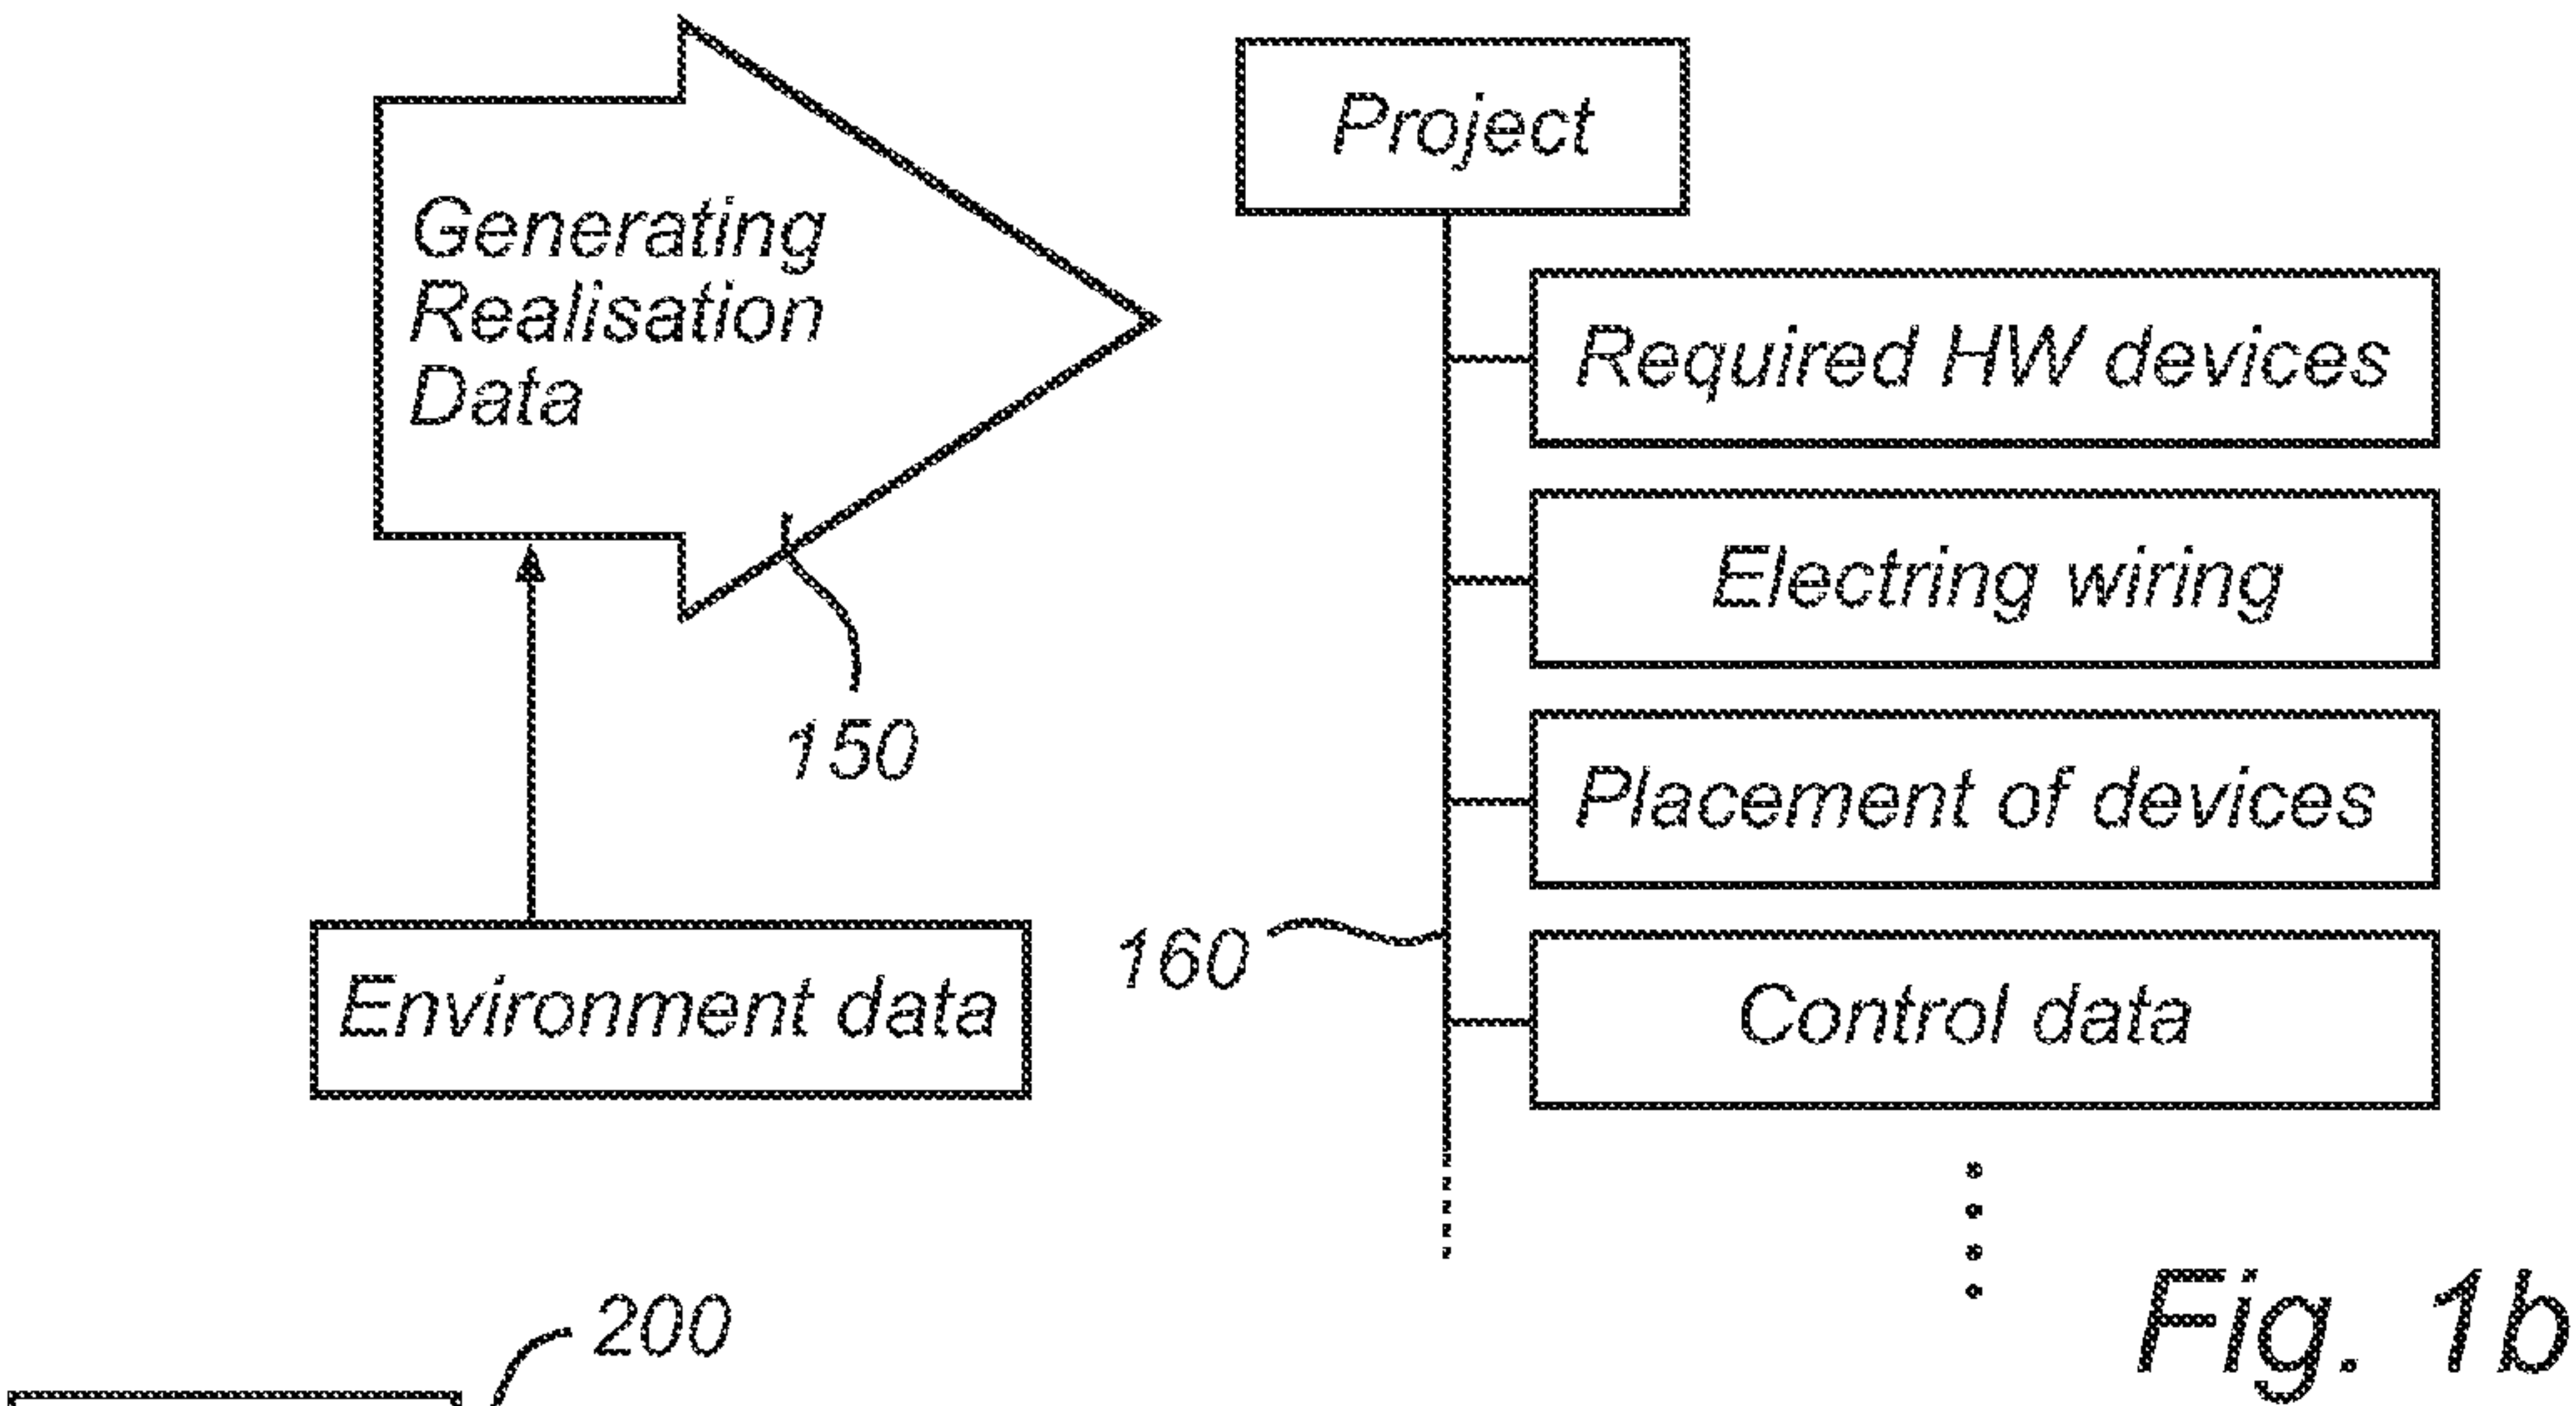 Generating
Realisation
Data
150
Environment data
Project
Required HW devices
Electring wiring
Placement of devices
160
Control data
Fig. 1b
200